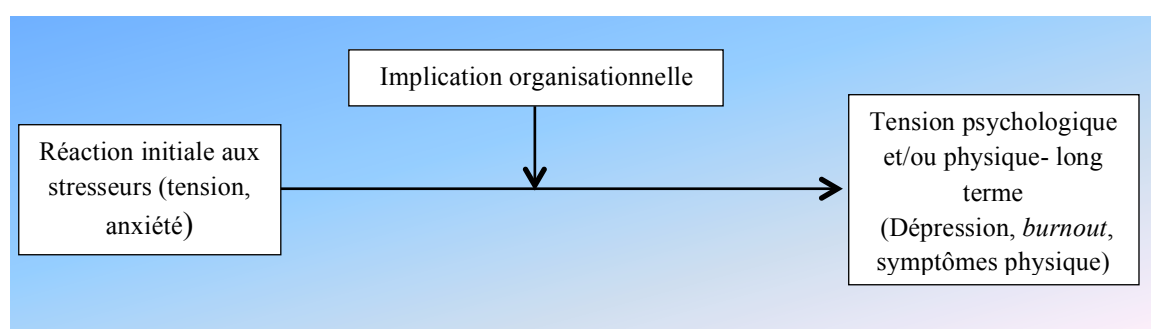 Implication organisationnelle
Réaction initiale aux
stresseurs (tension,
anxiété)
Tension psychologique
et/ou physique- long
terme
(Dépression, burnout,
symptômes physique)